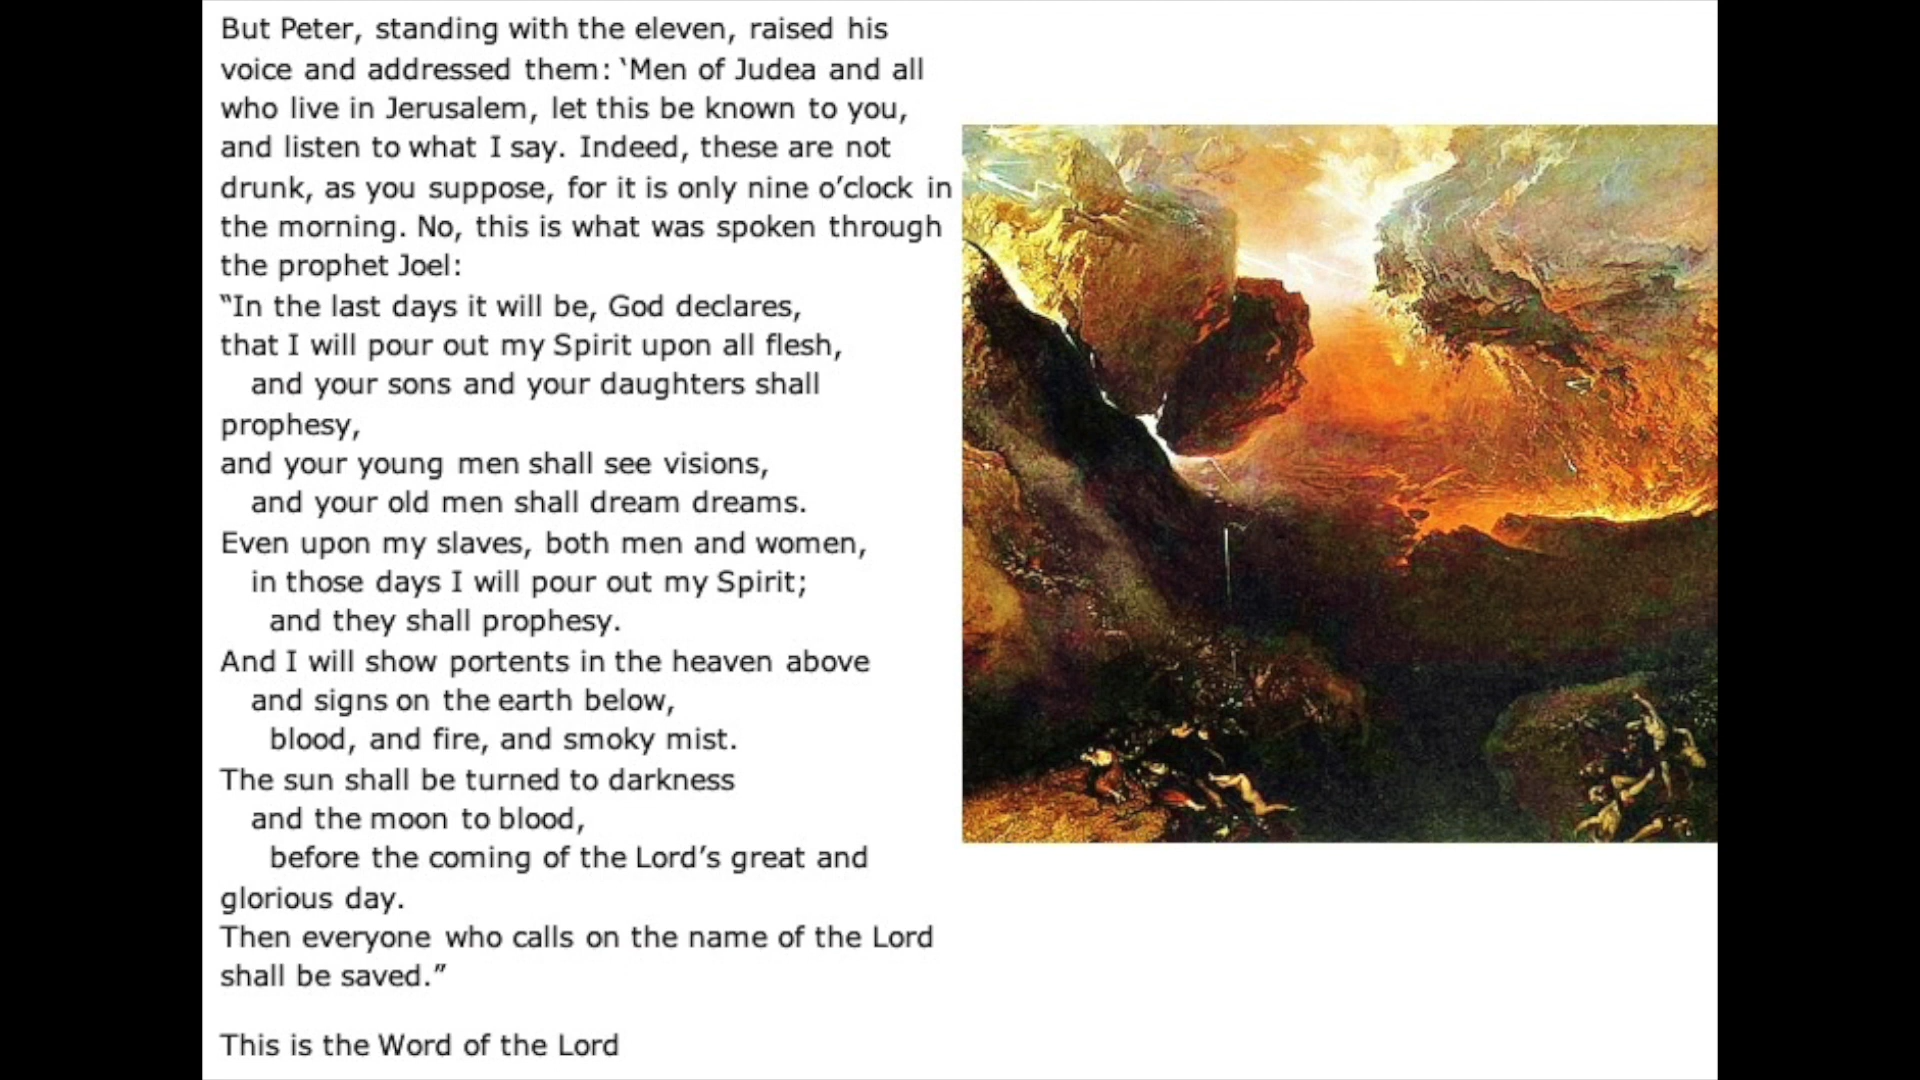 But Peter, standing with the eleven, raised his
voice and addressed them: ‘Men of Judea and all
who live in Jerusalem, let this be known to you,
and listen to what I say. Indeed, these are not
drunk, as you suppose, for it is only nine o’clock in
the morning. No, this is what was spoken through
the prophet Joel:
“In the last days it will be, God declares,
that I will pour out my Spirit upon all flesh,
and your sons and your daughters shall
prophesy,
and your young men shall see visions,
and your old men shall dream dreams.
Even upon my slaves, both men and women,
in those days I will pour out my Spirit;
and they shall prophesy.
And I will show portents in the heaven above
and signs on the earth below,
blood, and fire, and smoky mist.
The sun shall be turned to darkness
and the moon to blood,
before the coming of the Lord’s great and
glorious day.
Then everyone who calls on the name of the Lord
shall be saved.”
This is the Word of the Lord